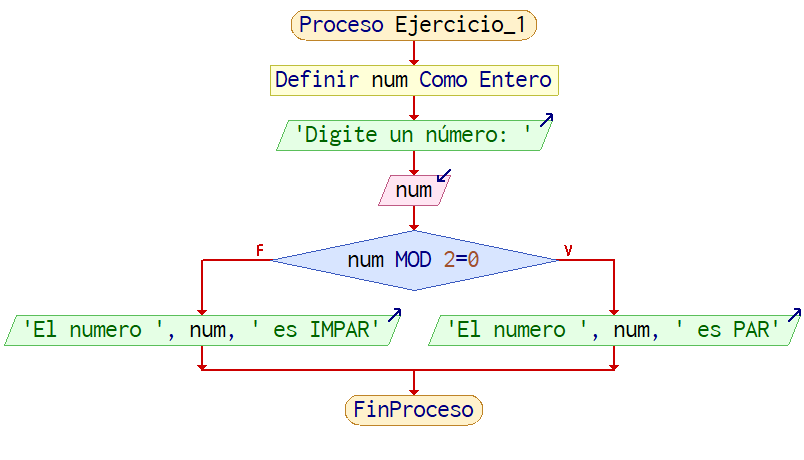 Proceso Ejercicio_1
Definir num Como Entero
'Digite un número: '
num
F
V
num MOD 2=0
'El numero ', num, ' es IMPAR'
'El numero ', num, ' es PAR'
FinProceso